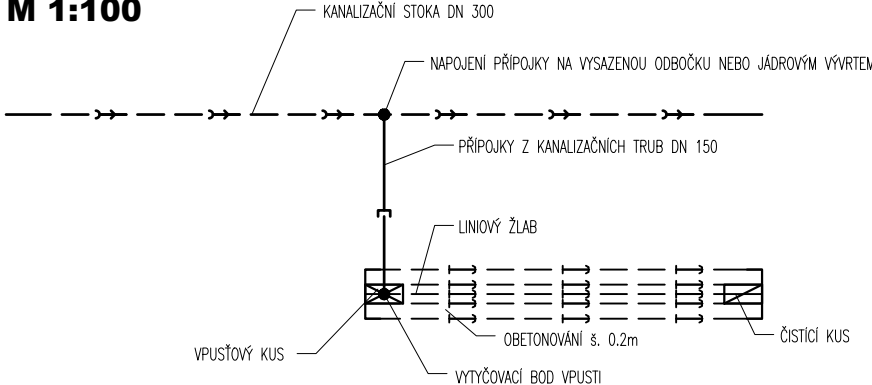 M 1:100
KANALIZAČNÍ STOKA DN 300
NAPOJENÍ PŘÍPOJKY NA VYSAZENOU ODBOČKU NEBO JÁDROVÝM VÝVRTEM
PŘÍPOJKY Z KANALIZAČNÍCH TRUB DN 150
LINIOVÝ ŽLAB
OBETONOVÁNÍ š. 0.2m
ČISTÍCÍ KUS
VPUSŤOVÝ KUS
VYTYČOVACÍ BOD VPUSTI